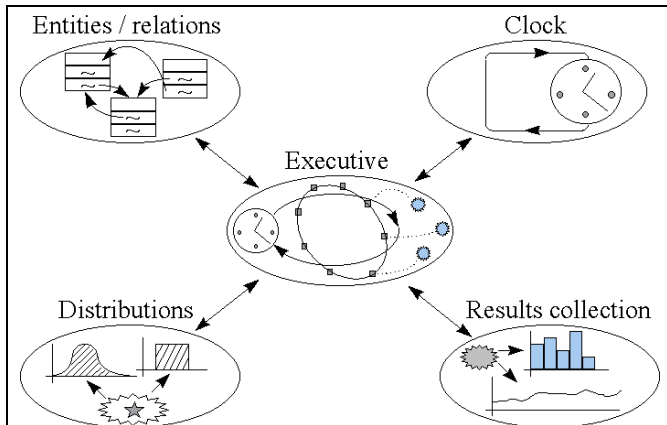 Entities / relations
Clock
Executive
Distributions
Results collection